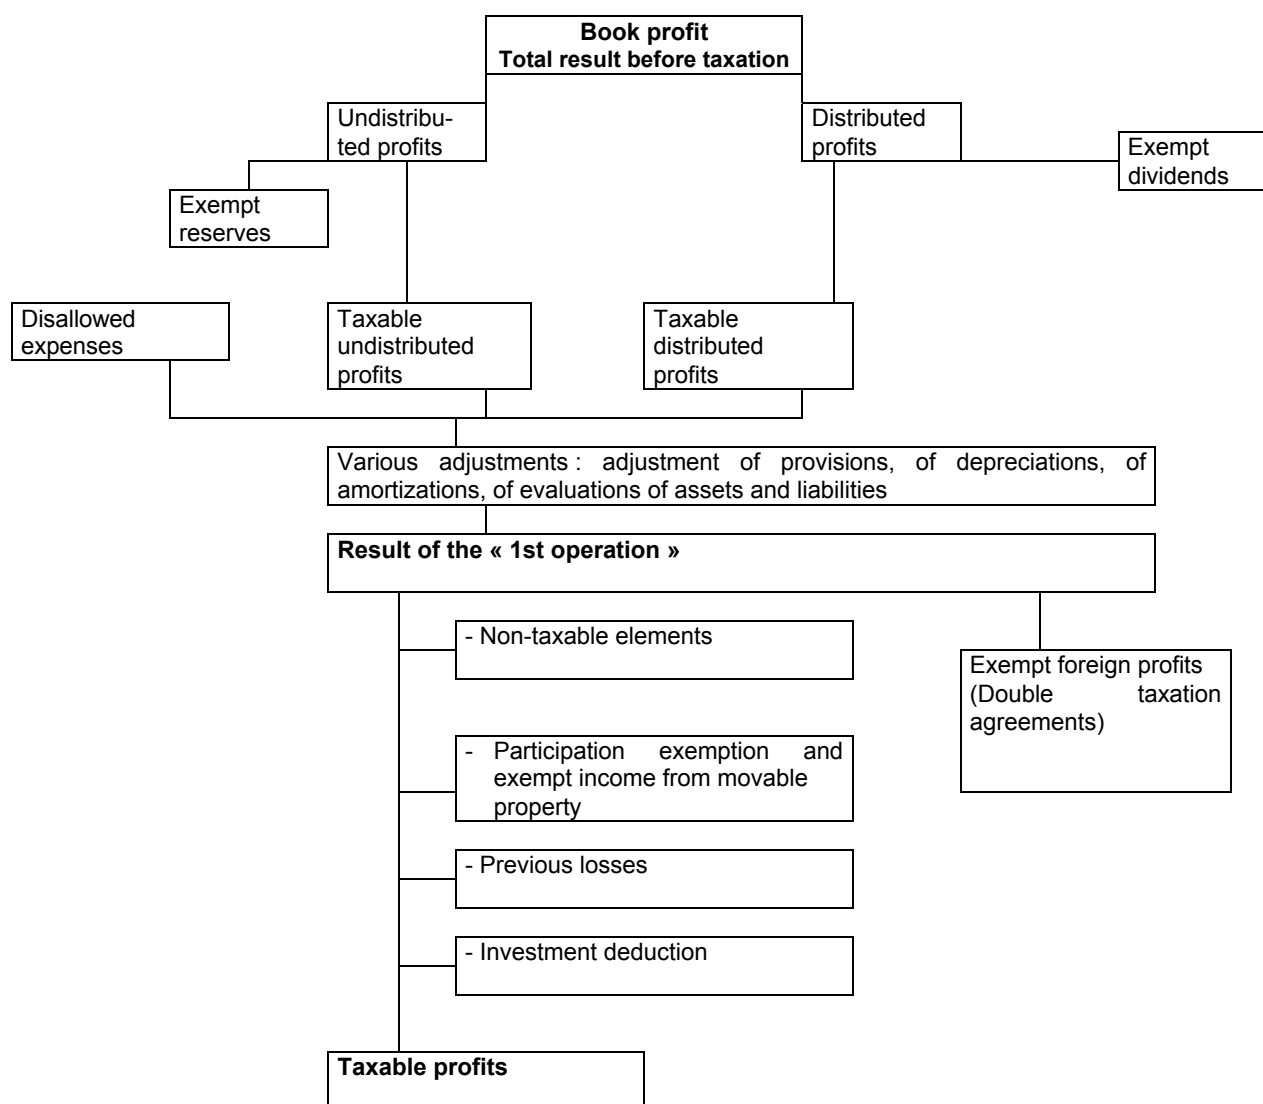 Book profit
Total result before taxation
Undistribu-
ted profits
Distributed
profits
Exempt
dividends
Exempt
reserves
Disallowed
expenses
Taxable
undistributed
profits
Taxable
distributed
profits
Various adjustments : adjustment of provisions, of depreciations, of
amortizations, of evaluations of assets and liabilities
Result of the « 1st operation »
- Non-taxable elements
Exempt foreign profits
(Double taxation
agreements)
- Participation exemption and
exempt income from movable
property
- Previous losses
- Investment deduction
Taxable profits